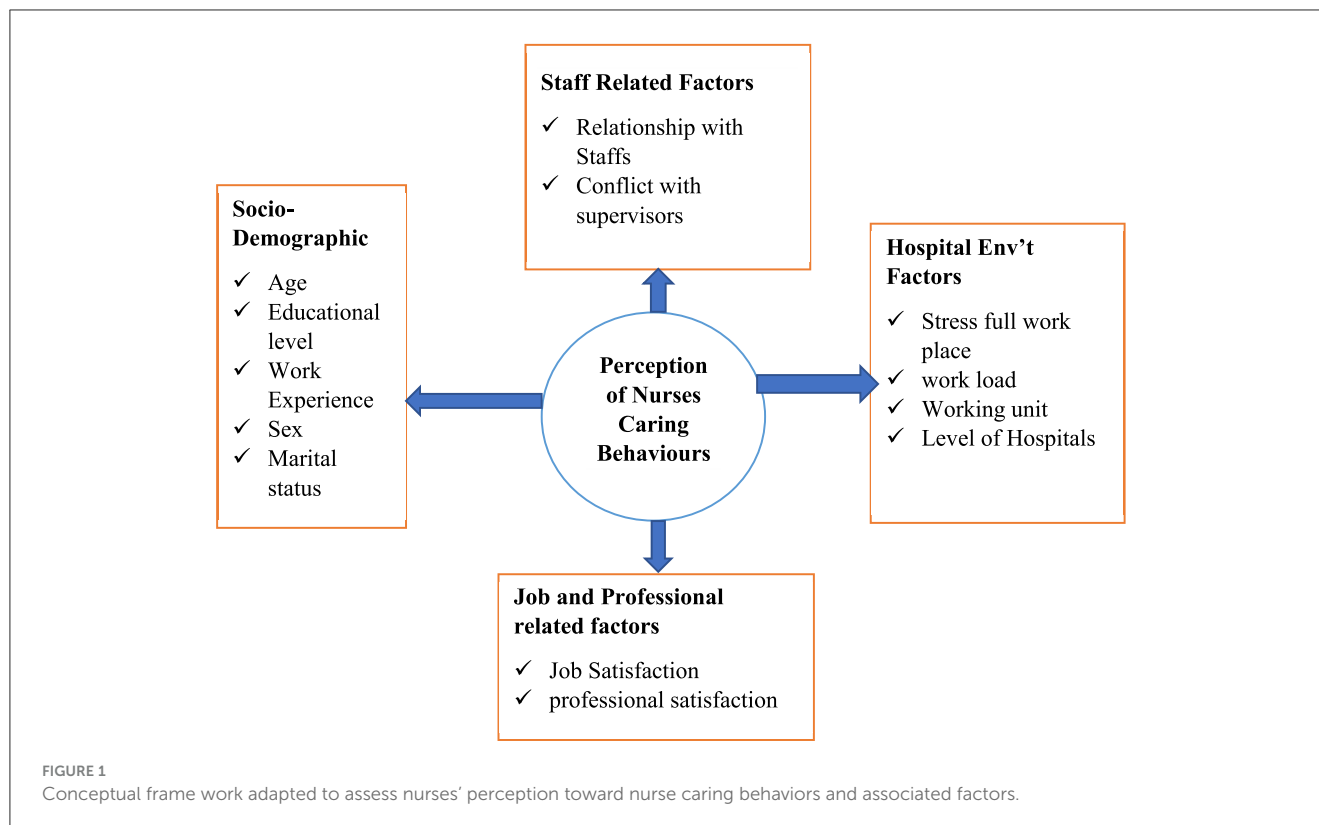 Staff Related Factors
✓ Relationship with
Staffs
✓ Conflict with
supervisors
Socio-
Demographic
✓ Age
✓ Educational
level
✓ Work
Experience
✓ Sex
✓ Marital
status
Perception
of Nurses
Caring
Behaviours
Hospital Env’t
Factors
✓ Stress full work
place
✓ work load
✓ Working unit
✓ Level of Hospitals
Job and Professional
related factors
✓ Job Satisfaction
✓ professional satisfaction
FIGURE 1
Conceptual frame work adapted to assess nurses’ perception toward nurse caring behaviors and associated factors.